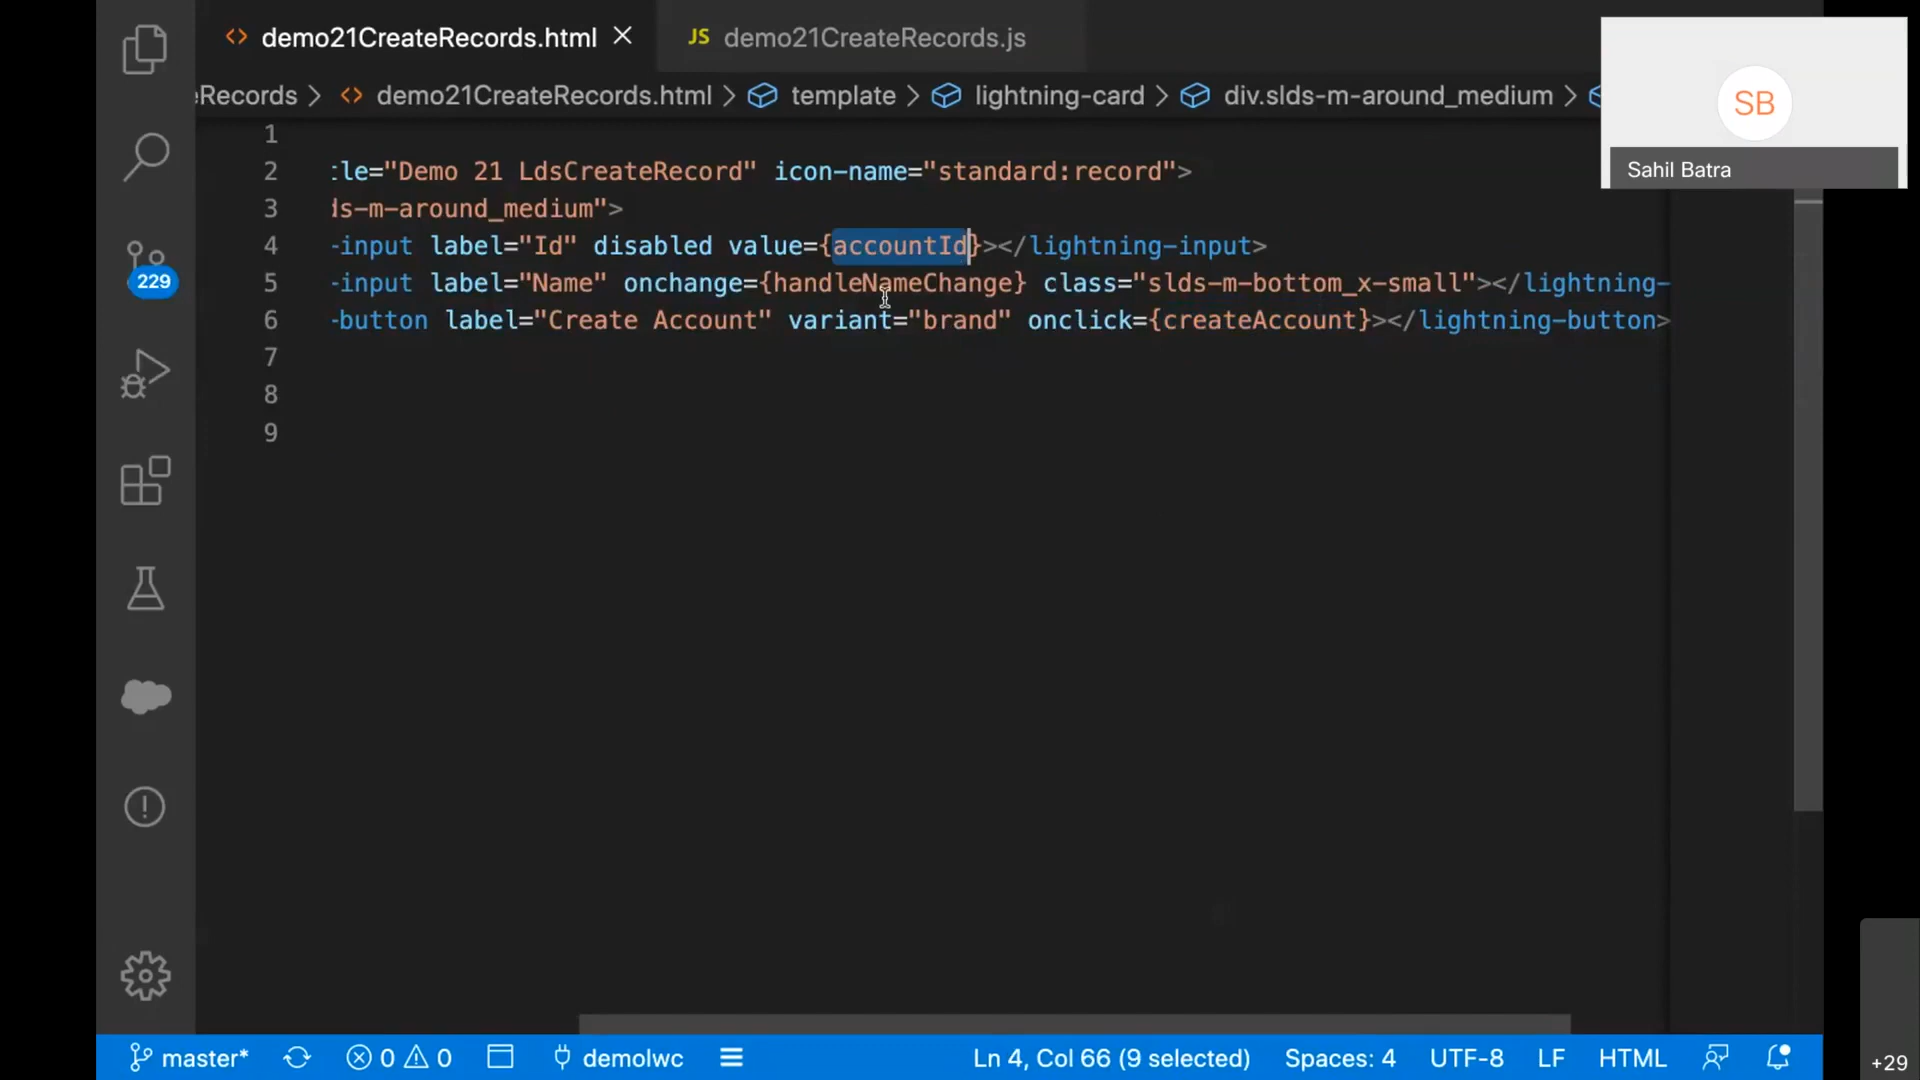 demo21CreateRecords.html
JS demo21CreateRecords.js
Records > demo21CreateRecords.html > template > lightning-card > div.slds-m-around_medium >
SB
Sahil Batra
1
2 tle="Demo 21 LdsCreateRecord" icon-name="standard:record">
3 ds-m-around_medium">
4 -input label="Id" disabled value={accountId}></lightning-input>
5 -input label="Name" onchange={handleNameChange} class="slds-m-bottom_x-small"></lightning-
6 -button label="Create Account" variant="brand" onclick={createAccount}></lightning-button>
7
8
9
229
master* 0 0 demolwc Ln 4, Col 66 (9 selected) Spaces: 4 UTF-8 LF HTML
+29